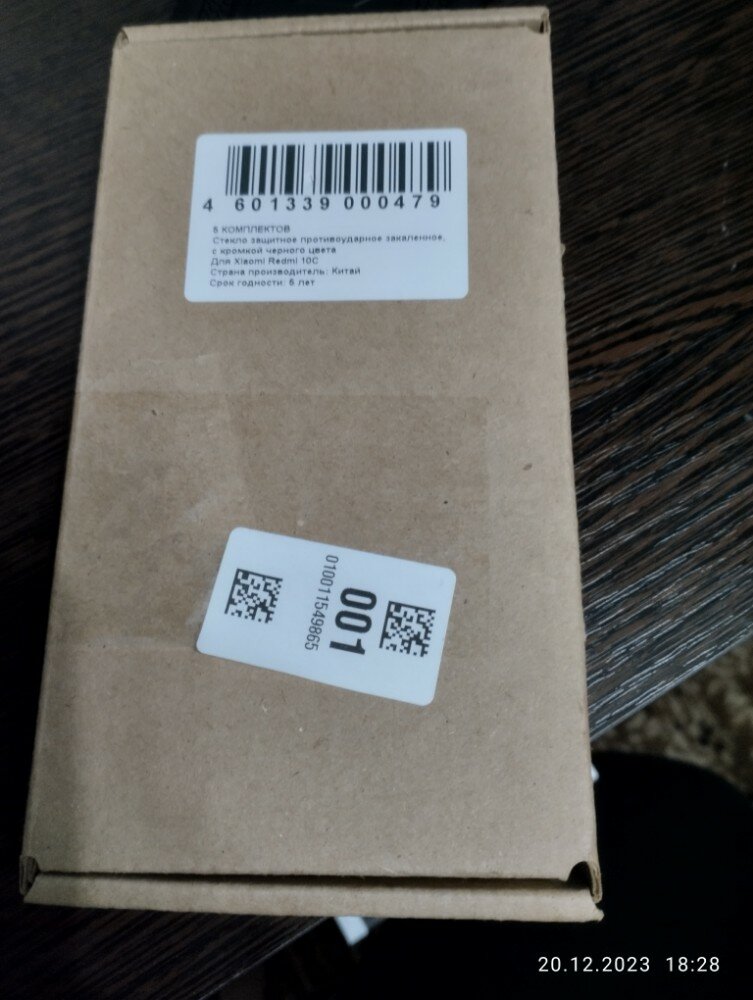 4 601339 000479
5 КОМПЛЕКТОВ
Стекло защитное противоударное закаленное,
с кромкой черного цвета
Для Xiaomi Redmi 10C
Страна производитель: Китай
Срок годности: 5 лет
001
010011549865
20.12.2023 18:28